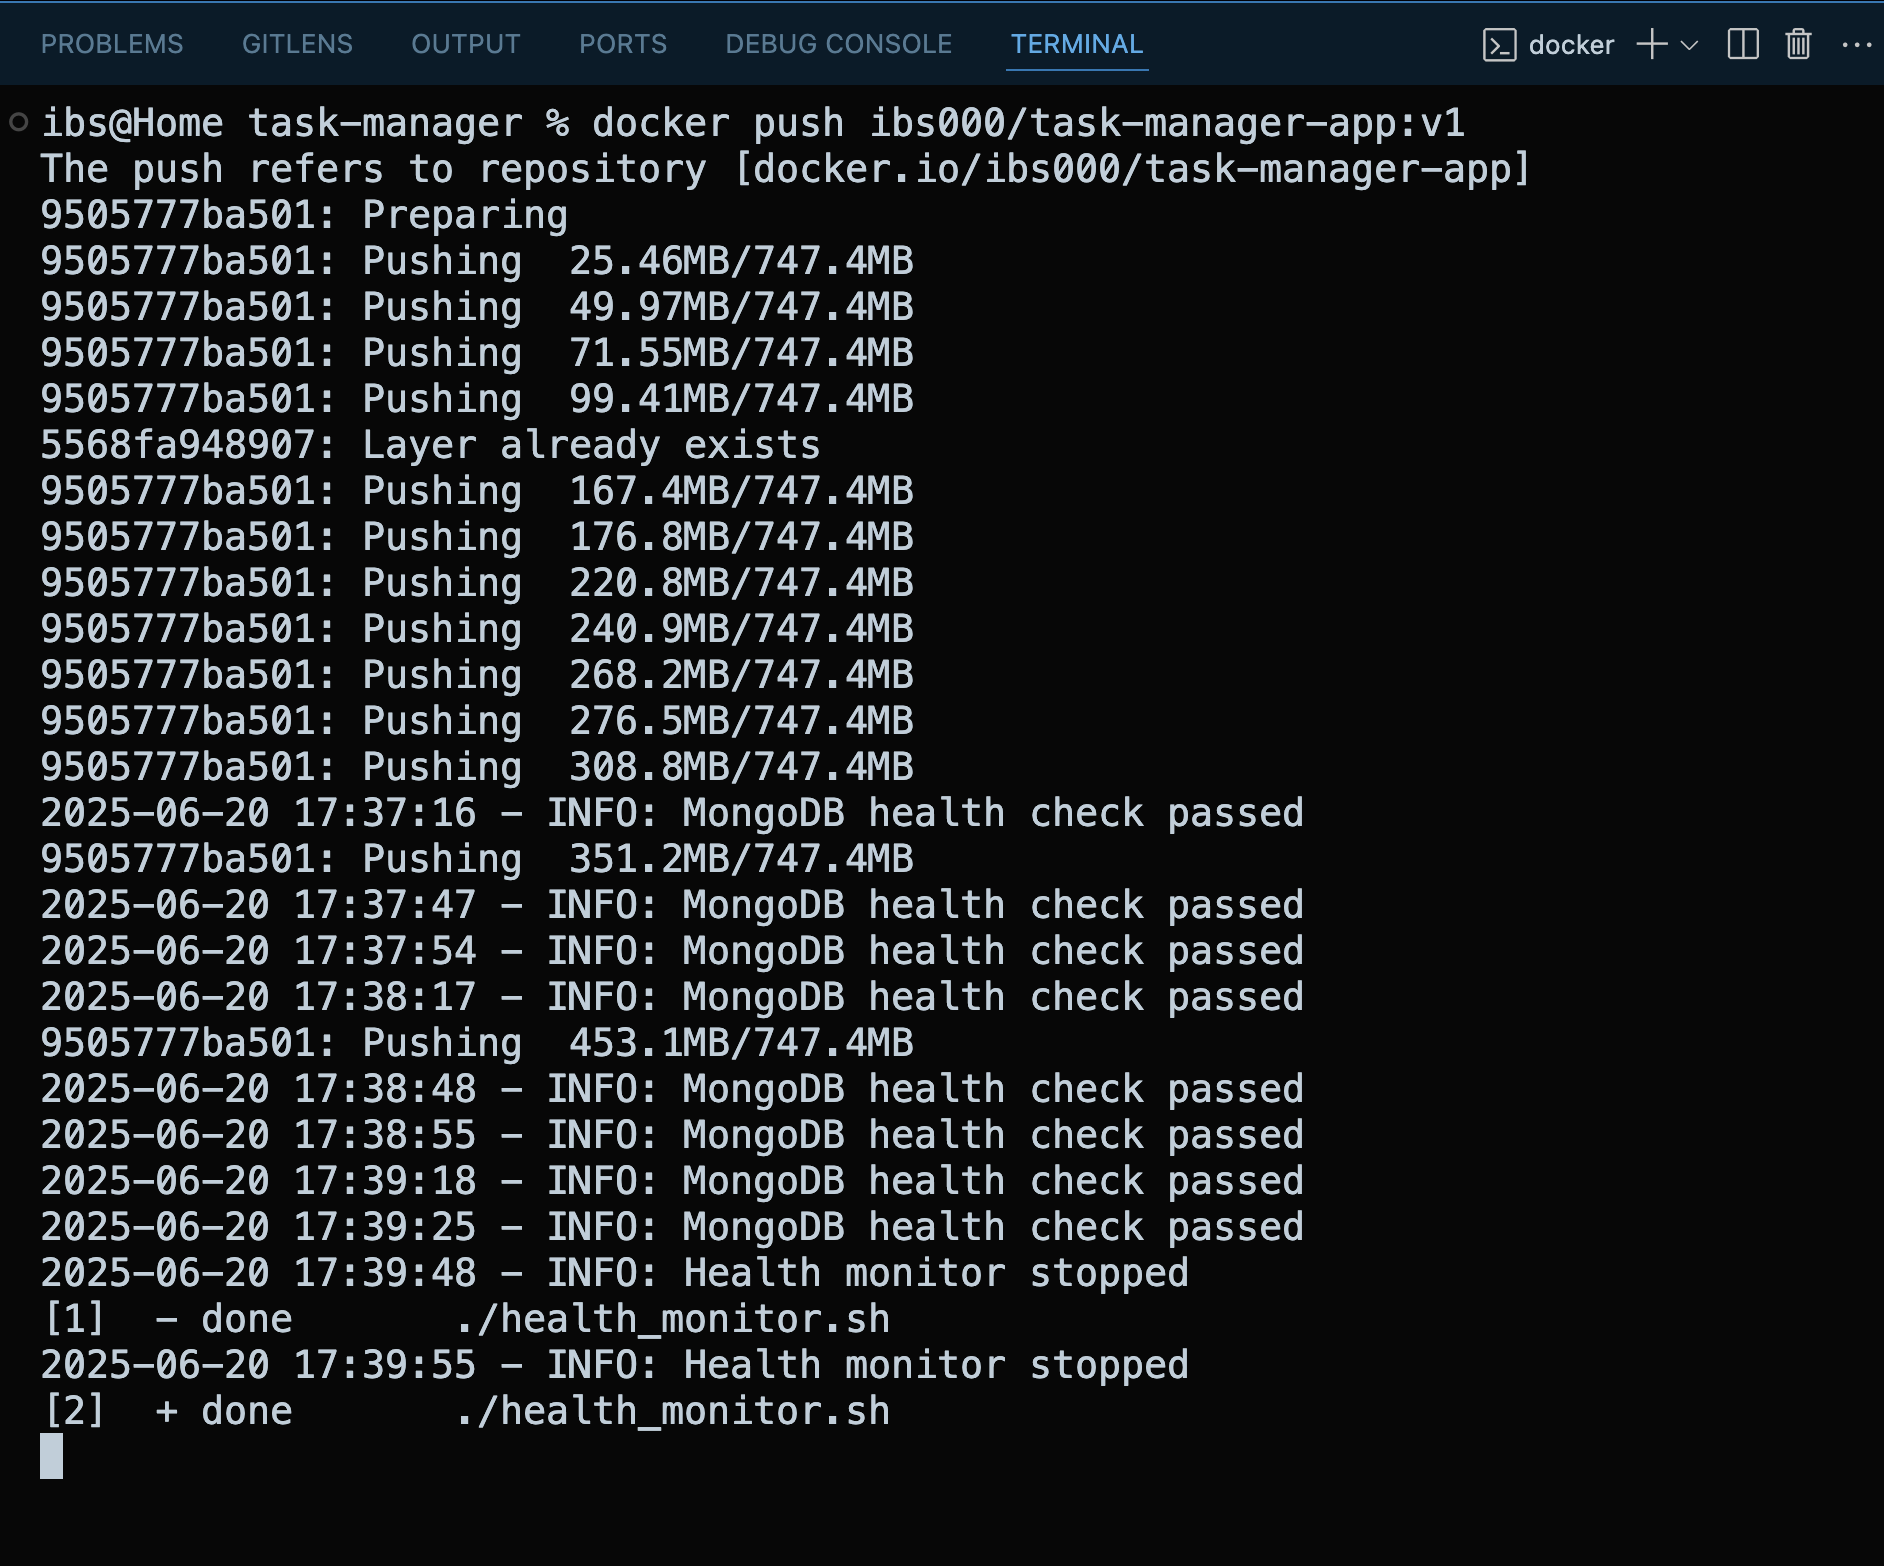 PROBLEMS GITLENS OUTPUT PORTS DEBUG CONSOLE TERMINAL docker
ibs@Home task-manager % docker push ibs000/task-manager-app:v1
The push refers to repository [docker.io/ibs000/task-manager-app]
9505777ba501: Preparing
9505777ba501: Pushing  25.46MB/747.4MB
9505777ba501: Pushing  49.97MB/747.4MB
9505777ba501: Pushing  71.55MB/747.4MB
9505777ba501: Pushing  99.41MB/747.4MB
5568fa948907: Layer already exists
9505777ba501: Pushing  167.4MB/747.4MB
9505777ba501: Pushing  176.8MB/747.4MB
9505777ba501: Pushing  220.8MB/747.4MB
9505777ba501: Pushing  240.9MB/747.4MB
9505777ba501: Pushing  268.2MB/747.4MB
9505777ba501: Pushing  276.5MB/747.4MB
9505777ba501: Pushing  308.8MB/747.4MB
2025-06-20 17:37:16 - INFO: MongoDB health check passed
9505777ba501: Pushing  351.2MB/747.4MB
2025-06-20 17:37:47 - INFO: MongoDB health check passed
2025-06-20 17:37:54 - INFO: MongoDB health check passed
2025-06-20 17:38:17 - INFO: MongoDB health check passed
9505777ba501: Pushing  453.1MB/747.4MB
2025-06-20 17:38:48 - INFO: MongoDB health check passed
2025-06-20 17:38:55 - INFO: MongoDB health check passed
2025-06-20 17:39:18 - INFO: MongoDB health check passed
2025-06-20 17:39:25 - INFO: MongoDB health check passed
2025-06-20 17:39:48 - INFO: Health monitor stopped
[1]  - done       ./health_monitor.sh
2025-06-20 17:39:55 - INFO: Health monitor stopped
[2]  + done       ./health_monitor.sh